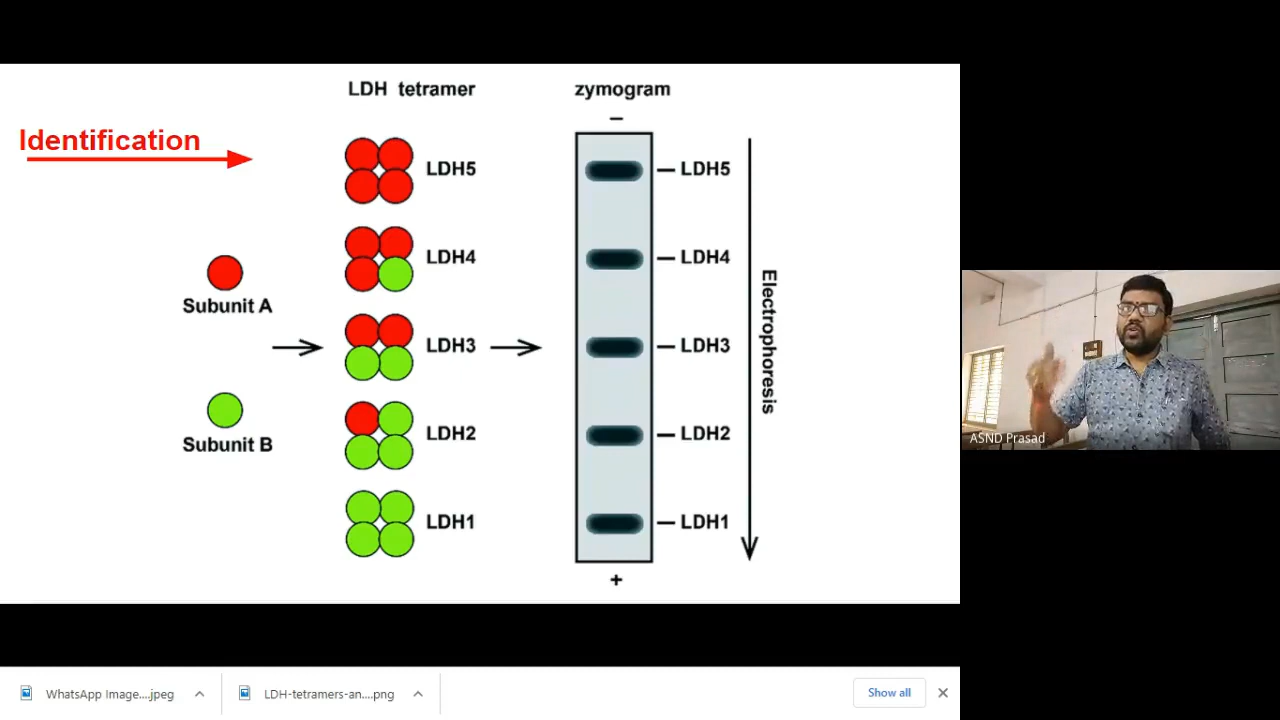 LDH tetramer
zymogram
–
Identification
LDH5
LDH5
LDH4
LDH4
Subunit A
LDH3
LDH3
Electrophoresis
Subunit B
LDH2
LDH2
LDH1
LDH1
+
ASND Prasad
WhatsApp Image....jpeg
LDH-tetramers-an....png
Show all